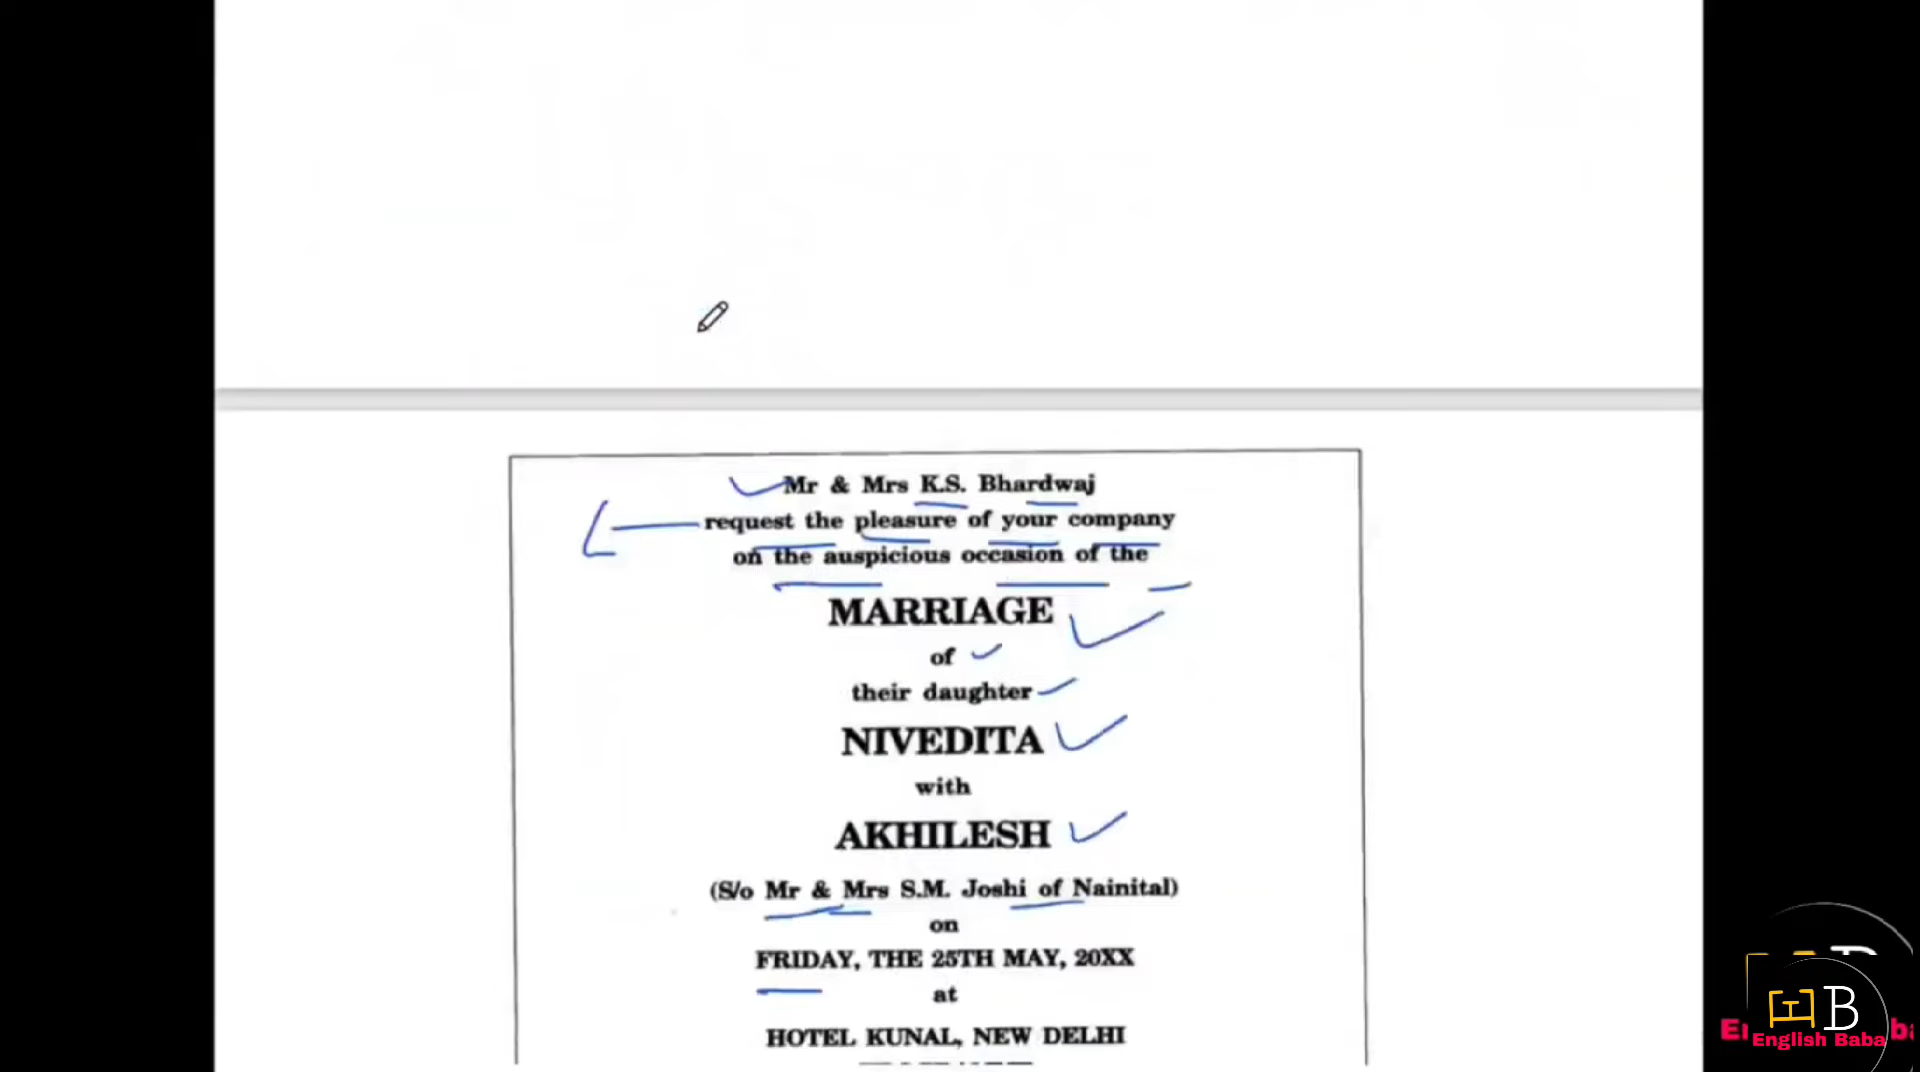 Mr & Mrs K.S. Bhardwaj
request the pleasure of your company
on the auspicious occasion of the
MARRIAGE
of
their daughter
NIVEDITA
with
AKHILESH
(S/o Mr & Mrs S.M. Joshi of Nainital)
on
FRIDAY, THE 25TH MAY, 20XX
at
HOTEL KUNAL, NEW DELHI
EB
English Baba